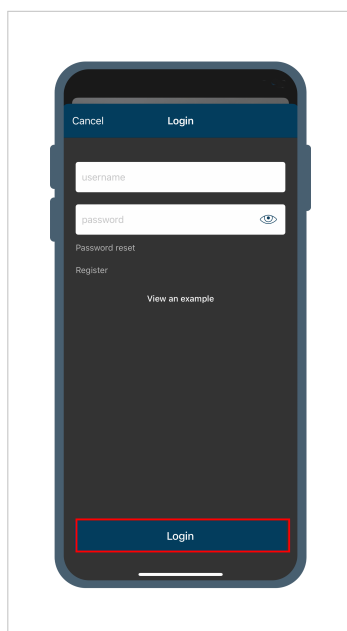 Cancel Login
username
password
Password reset
Register
View an example
Login